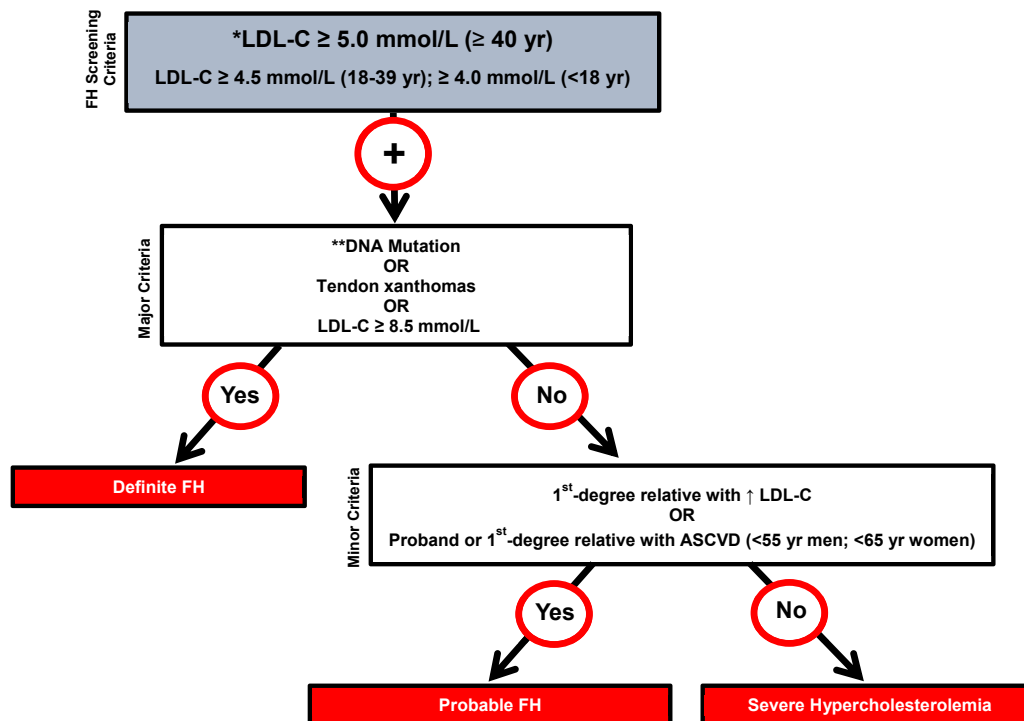 FH Screening
Criteria
*LDL-C ≥ 5.0 mmol/L (≥ 40 yr)
LDL-C ≥ 4.5 mmol/L (18-39 yr); ≥ 4.0 mmol/L (<18 yr)
+
Major Criteria
**DNA Mutation
OR
Tendon xanthomas
OR
LDL-C ≥ 8.5 mmol/L
Yes
No
Definite FH
Minor Criteria
1st-degree relative with ↑ LDL-C
OR
Proband or 1st-degree relative with ASCVD (<55 yr men; <65 yr women)
Yes
No
Probable FH
Severe Hypercholesterolemia